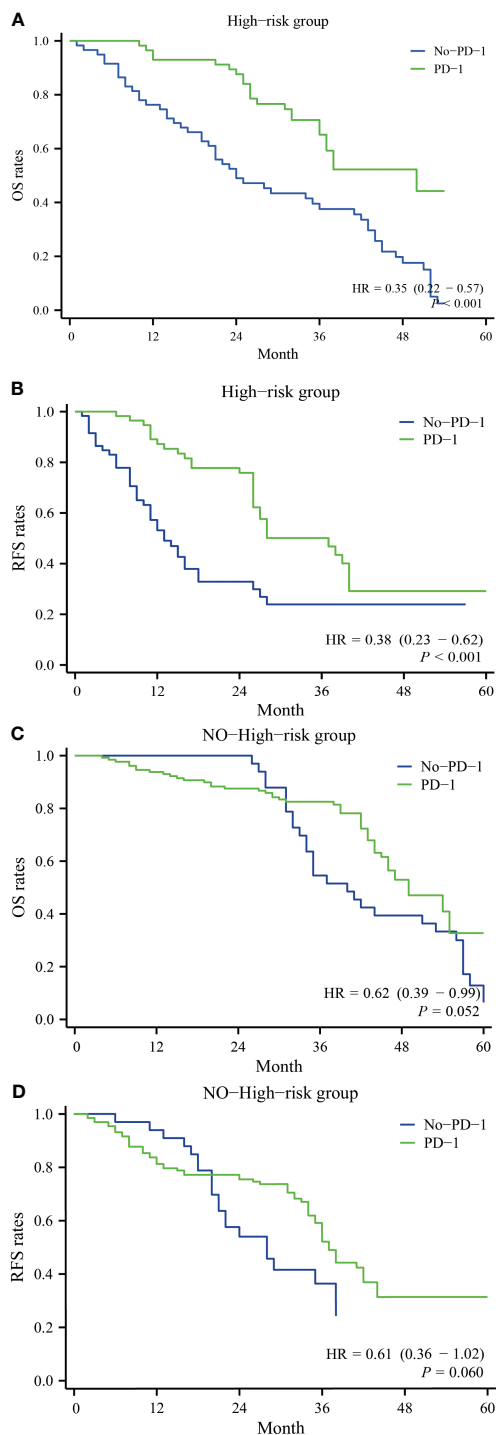 A
High−risk group
No−PD−1
PD−1
OS rates
1.0
0.8
0.6
0.4
0.2
0.0
HR = 0.35 (0.22 − 0.57)
P < 0.001
0 12 24 36 48 60
Month
B
High−risk group
No−PD−1
PD−1
RFS rates
1.0
0.8
0.6
0.4
0.2
0.0
HR = 0.38 (0.23 − 0.62)
P < 0.001
0 12 24 36 48 60
Month
C
NO−High−risk group
No−PD−1
PD−1
OS rates
1.0
0.8
0.6
0.4
0.2
0.0
HR = 0.62 (0.39 − 0.99)
P = 0.052
0 12 24 36 48 60
Month
D
NO−High−risk group
No−PD−1
PD−1
RFS rates
1.0
0.8
0.6
0.4
0.2
0.0
HR = 0.61 (0.36 − 1.02)
P = 0.060
0 12 24 36 48 60
Month